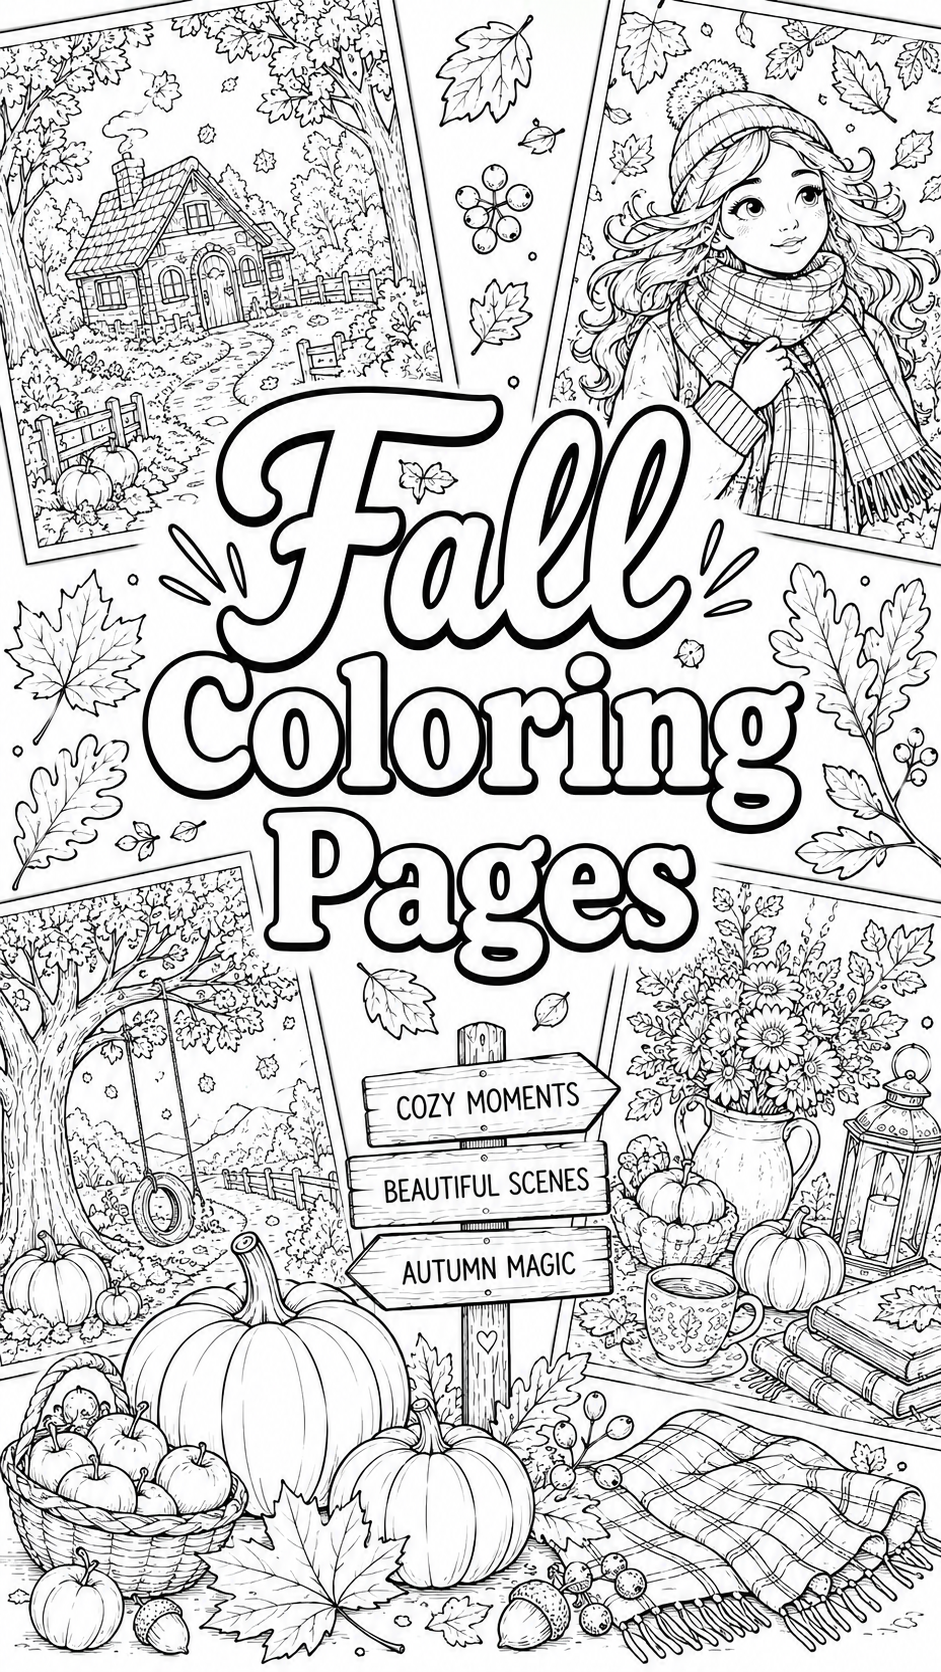 Fall
Coloring
Pages
COZY MOMENTS
BEAUTIFUL SCENES
AUTUMN MAGIC